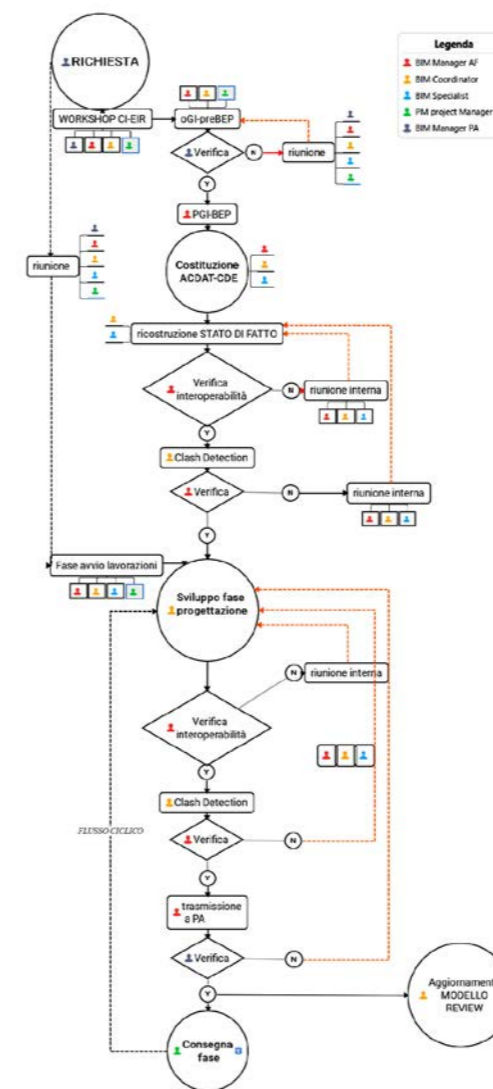 Legenda
BIM Manager AF
BIM Coordinator
BIM Specialist
PM project Manager
BIM Manager PA
RICHIESTA
WORKSHOP CI-EIR
oGI-preBEP
Verifica
N
riunione
Y
PGI-BEP
riunione
Costituzione
ACDAT-CDE
ricostruzione STATO DI FATTO
Verifica
interoperabilità
N
riunione interna
Y
Clash Detection
Verifica
N
riunione interna
Y
Fase avvio lavorazioni
Sviluppo fase
progettazione
N
riunione interna
Verifica
interoperabilità
Y
Clash Detection
FLUSSO CICLICO
Verifica
N
Y
trasmissione
a PA
Verifica
N
Y
Aggiornament
MODELLO
REVIEW
Consegna
fase